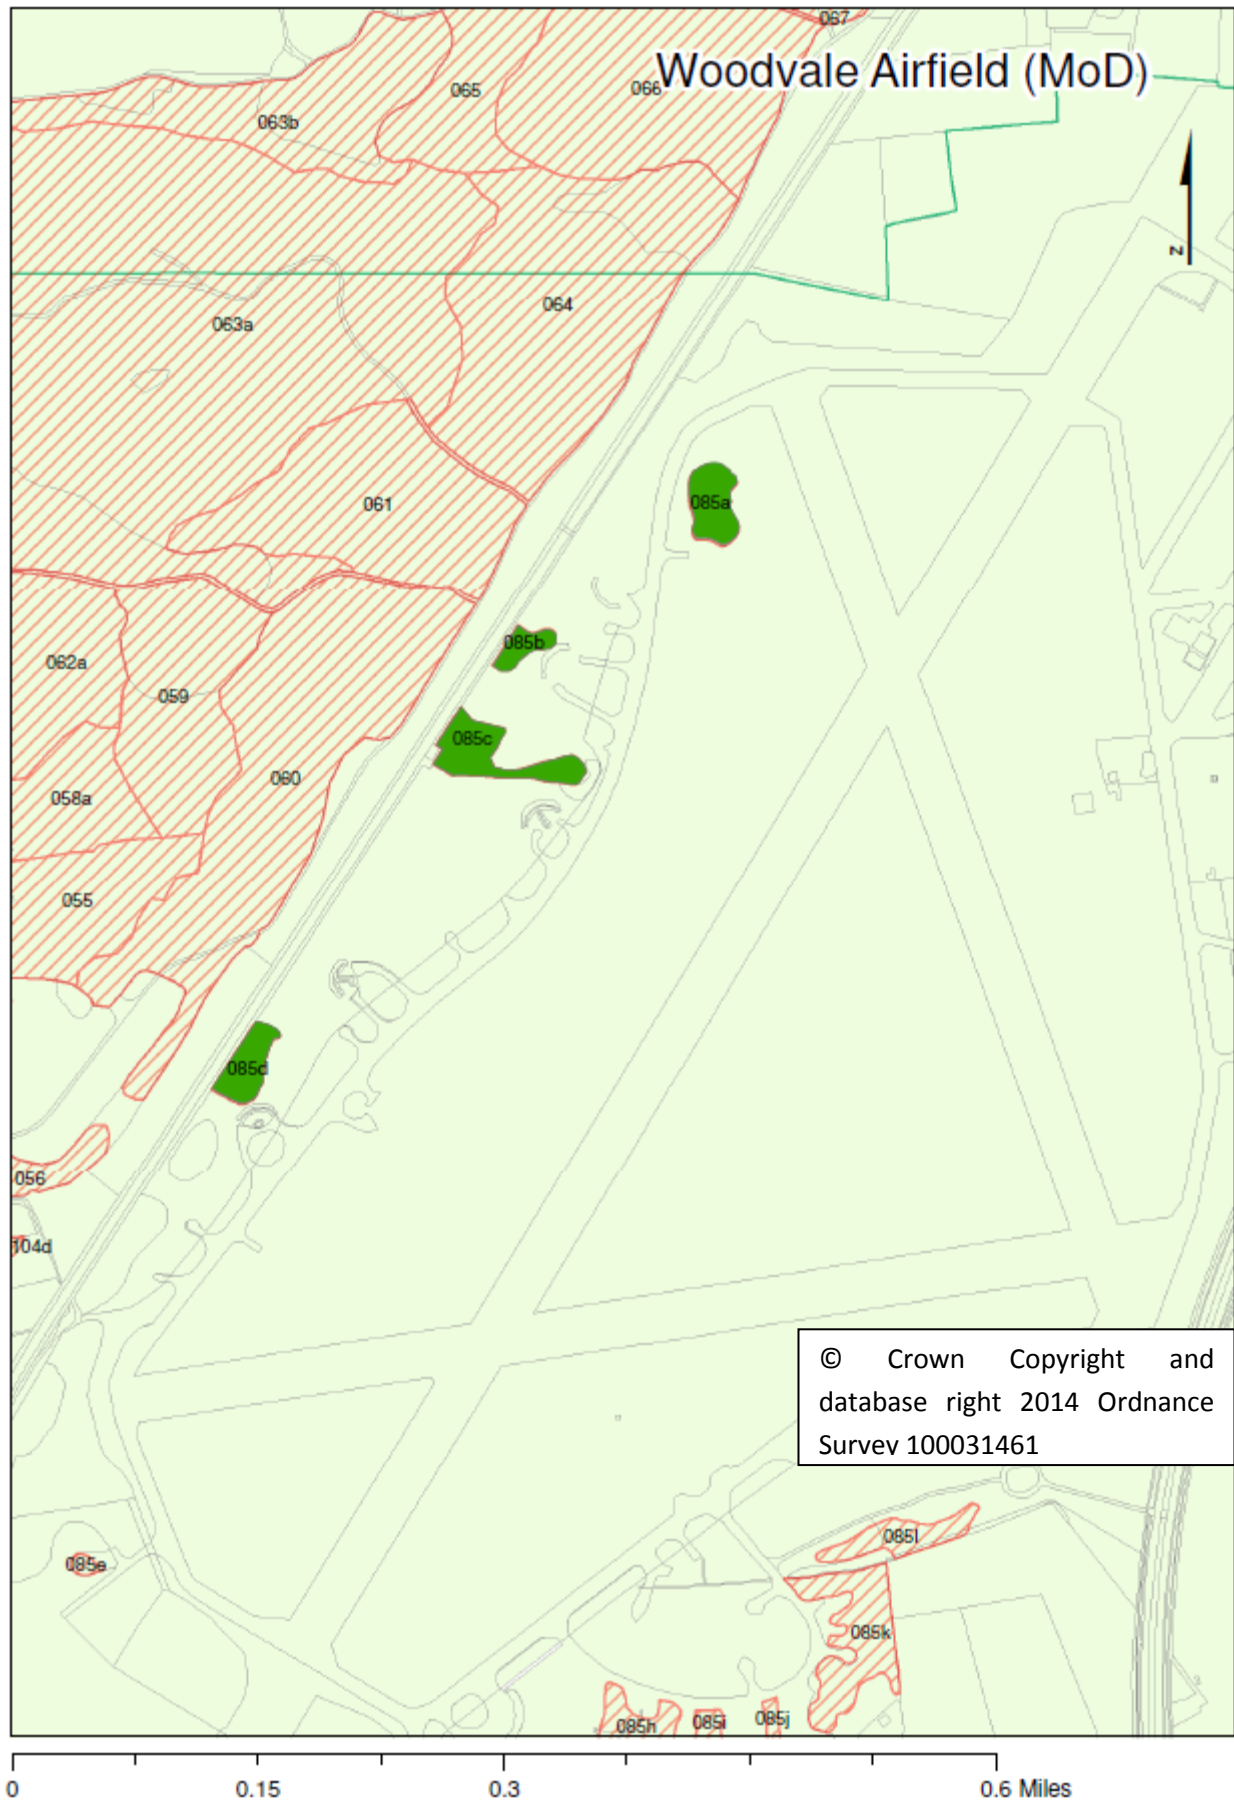 067
Woodvale Airfield (MoD)
065
066
063b
N
064
063a
061
085a
085b
062a
059
085c
060
058a
055
085d
056
104d
© Crown Copyright and
database right 2014 Ordnance
Survey 100031461
085l
085e
085k
085h
085i
085j
0
0.15
0.3
0.6 Miles